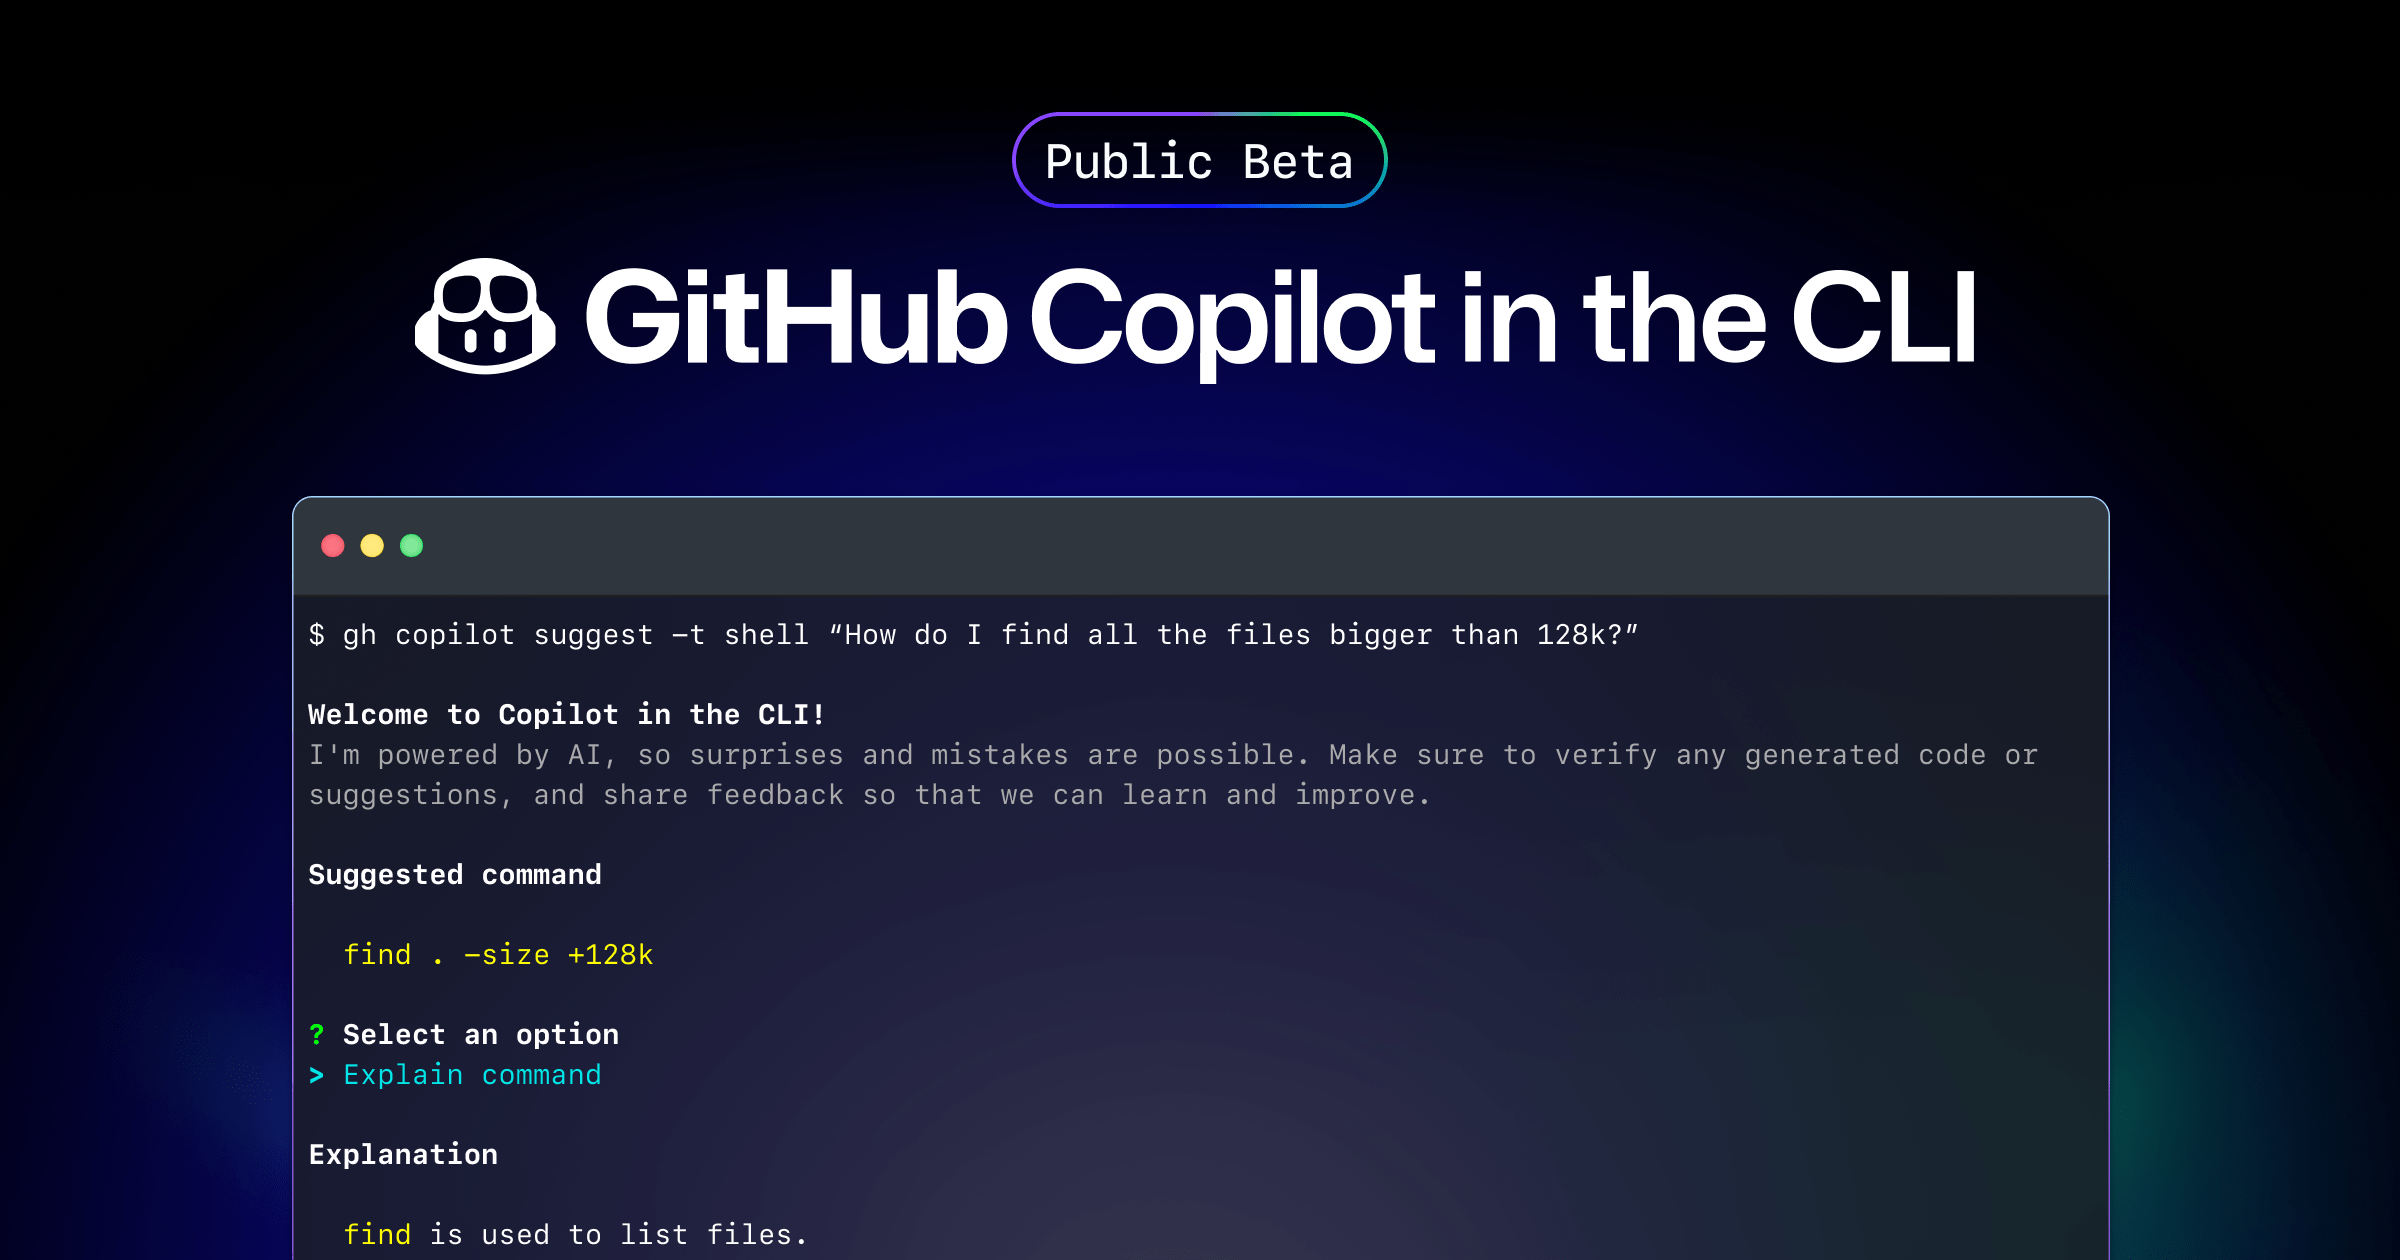 Public Beta
GitHub Copilot in the CLI
$ gh copilot suggest –t shell “How do I find all the files bigger than 128k?”
Welcome to Copilot in the CLI!
I'm powered by AI, so surprises and mistakes are possible. Make sure to verify any generated code or
suggestions, and share feedback so that we can learn and improve.
Suggested command
find . –size +128k
? Select an option
> Explain command
Explanation
find is used to list files.